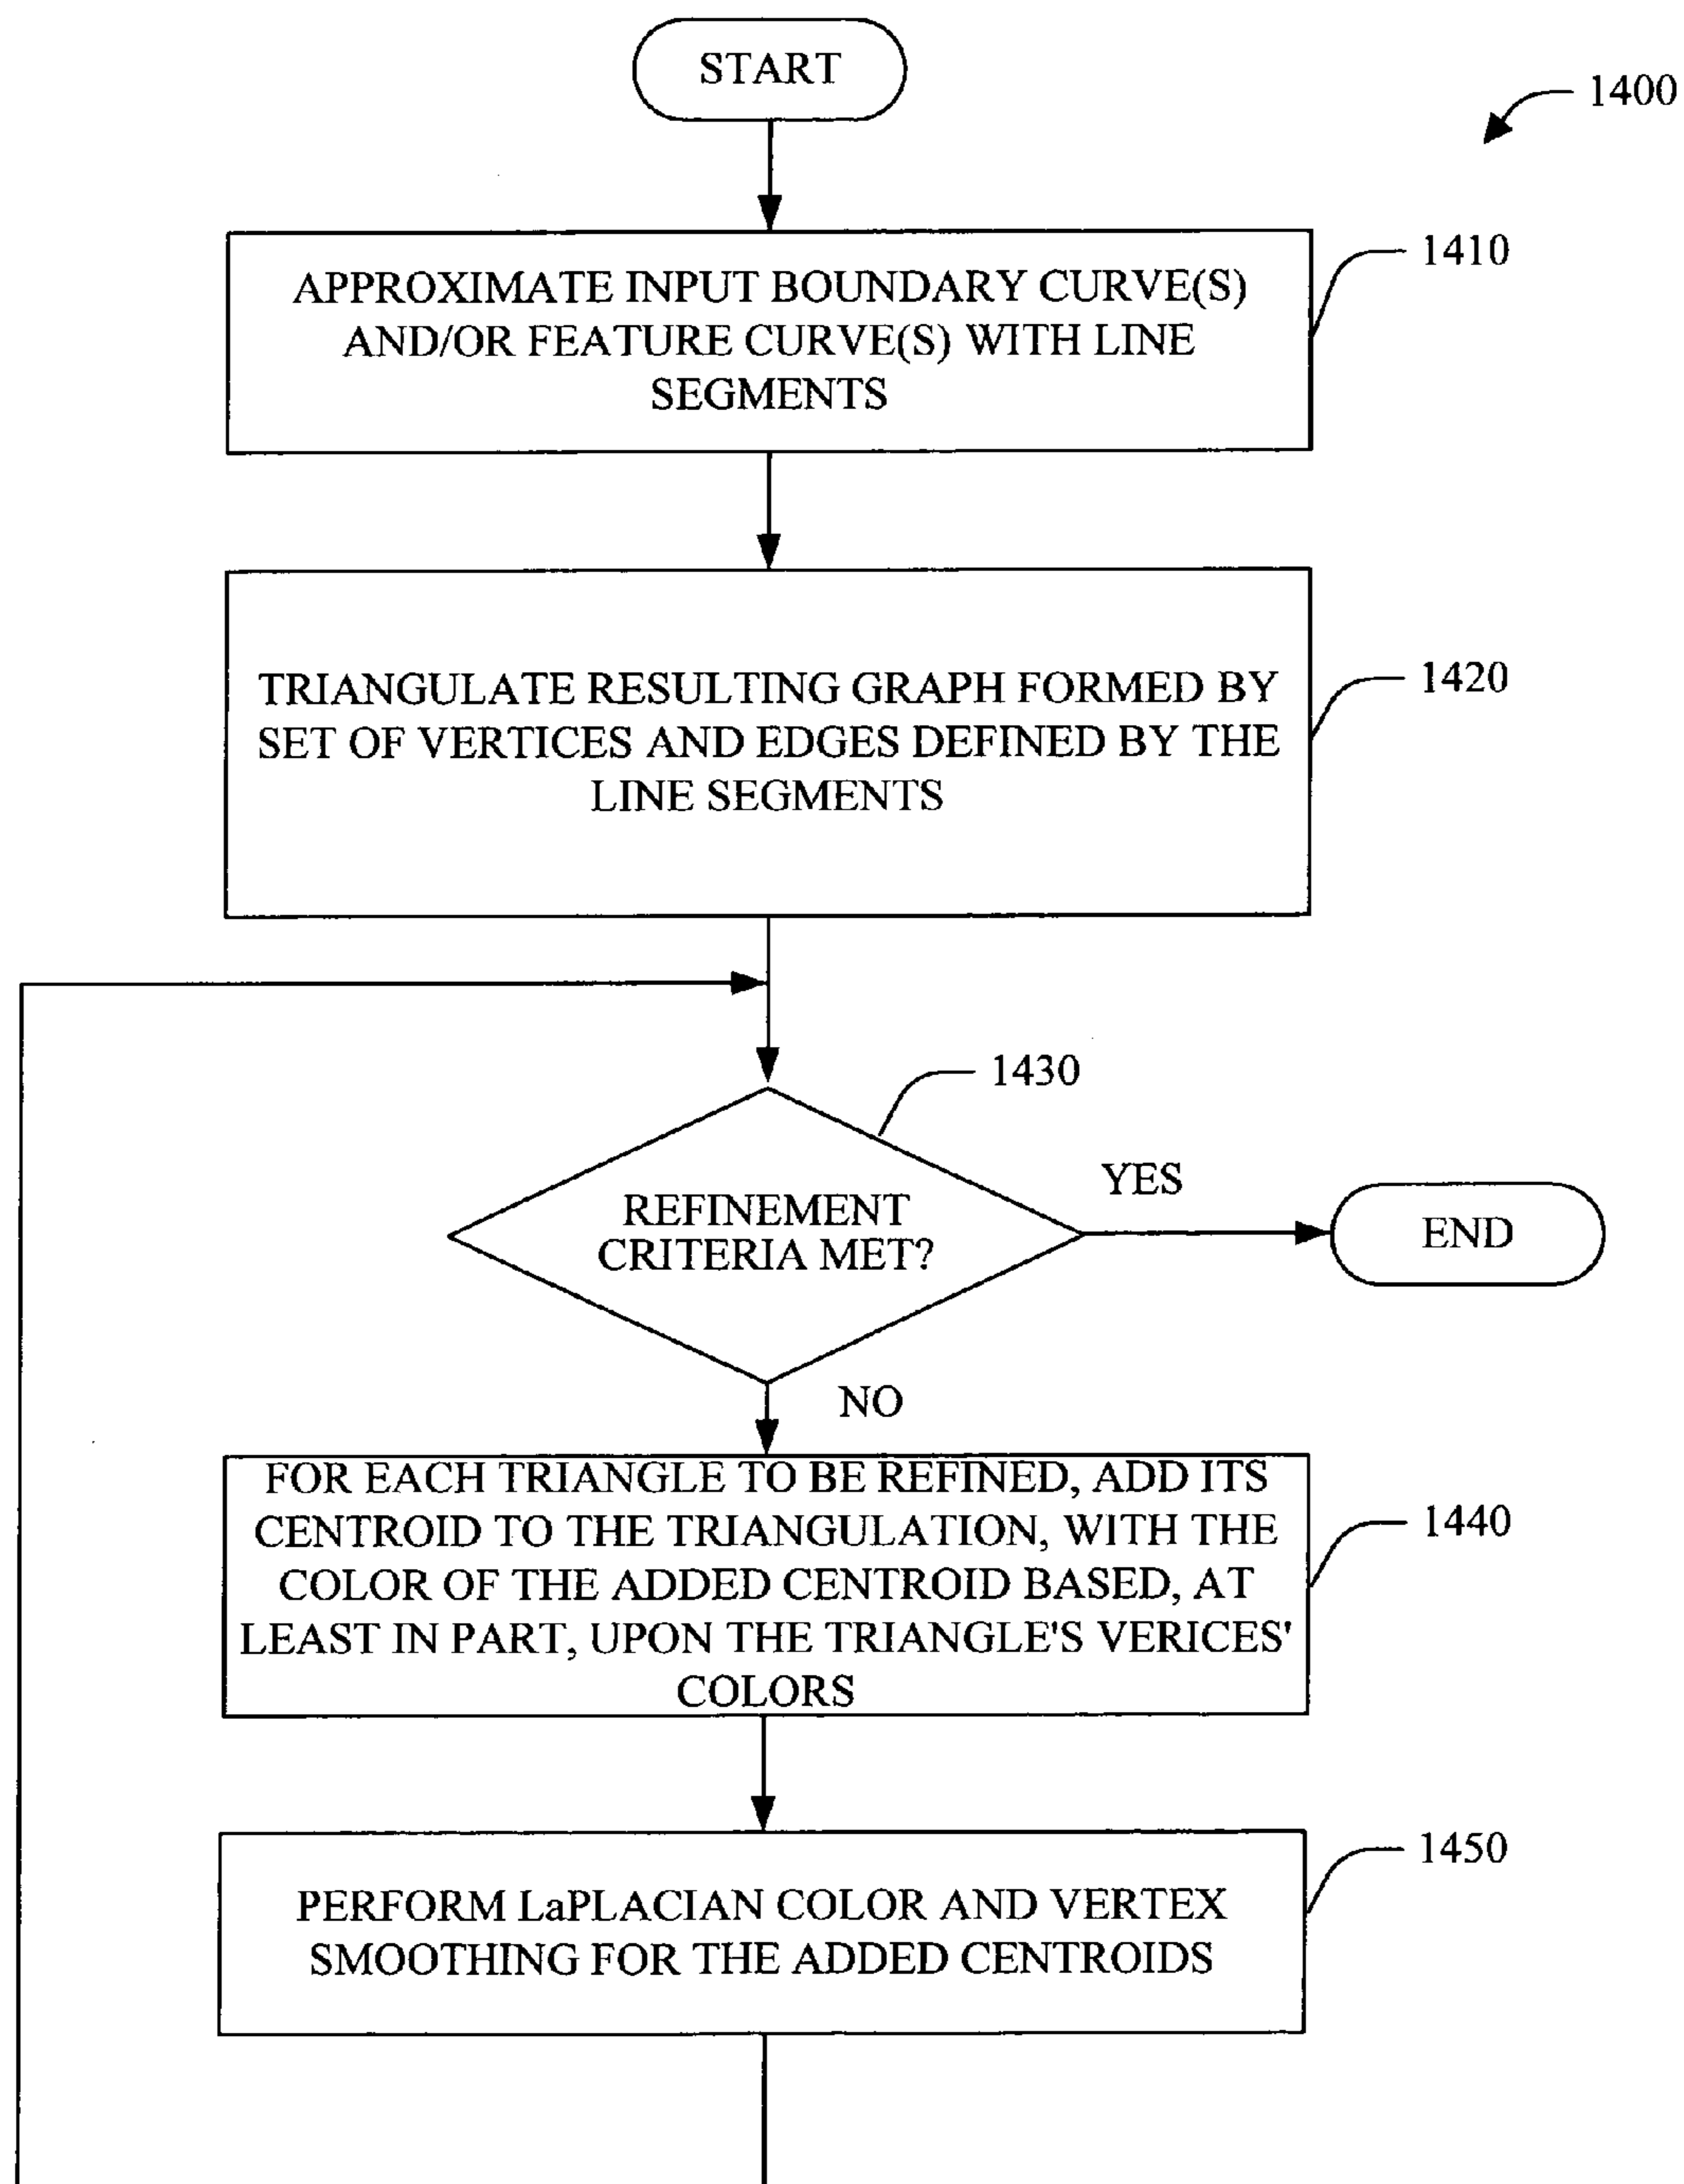 START
1400
APPROXIMATE INPUT BOUNDARY CURVE(S)
AND/OR FEATURE CURVE(S) WITH LINE
SEGMENTS
1410
TRIANGULATE RESULTING GRAPH FORMED BY
SET OF VERTICES AND EDGES DEFINED BY THE
LINE SEGMENTS
1420
1430
REFINEMENT
CRITERIA MET?
YES
END
NO
FOR EACH TRIANGLE TO BE REFINED, ADD ITS
CENTROID TO THE TRIANGULATION, WITH THE
COLOR OF THE ADDED CENTROID BASED, AT
LEAST IN PART, UPON THE TRIANGLE'S VERICES'
COLORS
1440
PERFORM LaPLACIAN COLOR AND VERTEX
SMOOTHING FOR THE ADDED CENTROIDS
1450